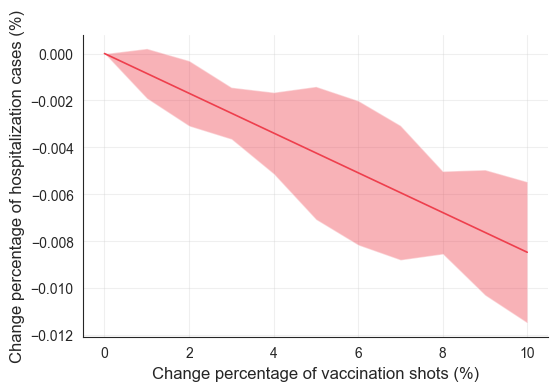 Change percentage of hospitalization cases (%)
0.000
−0.002
−0.004
−0.006
−0.008
−0.010
−0.012
0 2 4 6 8 10
Change percentage of vaccination shots (%)